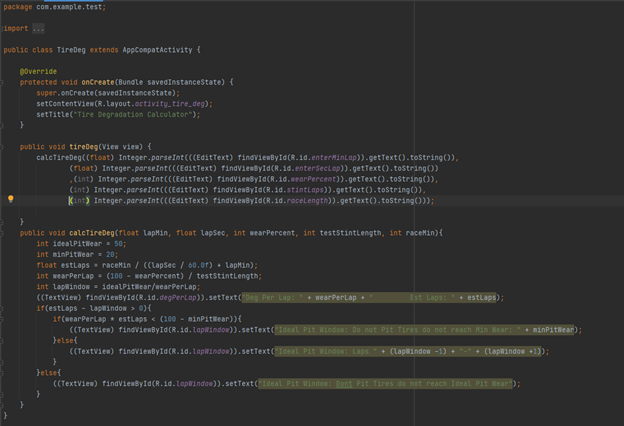 package com.example.test;
import ...
public class TireDeg extends AppCompatActivity {
@Override
protected void onCreate(Bundle savedInstanceState) {
super.onCreate(savedInstanceState);
setContentView(R.layout.activity_tire_deg);
setTitle("Tire Degradation Calculator");
}
public void tireDeg(View view) {
calcTireDeg((float) Integer.parseInt(((EditText) findViewById(R.id.enterMinLap)).getText().toString()),
(float) Integer.parseInt(((EditText) findViewById(R.id.enterSecLap)).getText().toString())
,(int) Integer.parseInt(((EditText) findViewById(R.id.wearPercent)).getText().toString()),
(int) Integer.parseInt(((EditText) findViewById(R.id.stintLaps)).getText().toString()),
(int) Integer.parseInt(((EditText) findViewById(R.id.raceLength)).getText().toString()));
}
public void calcTireDeg(float lapMin, float lapSec, int wearPercent, int testStintLength, int raceMin){
int idealPitWear = 50;
int minPitWear = 20;
float estLaps = raceMin / ((lapSec / 60.0f) + lapMin);
int wearPerLap = (100 - wearPercent) / testStintLength;
int lapWindow = idealPitWear/wearPerLap;
((TextView) findViewById(R.id.degPerLap)).setText("Deg Per Lap: " + wearPerLap + "          Est Laps: " + estLaps);
if(estLaps - lapWindow > 0){
if(wearPerLap * estLaps < (100 - minPitWear)){
((TextView) findViewById(R.id.lapWindow)).setText("Ideal Pit Window: Do not Pit Tires do not reach Min Wear: " + minPitWear);
}else{
((TextView) findViewById(R.id.lapWindow)).setText("Ideal Pit Window: Laps " + (lapWindow -1) + "-" + (lapWindow +1));
}
}else{
((TextView) findViewById(R.id.lapWindow)).setText("Ideal Pit Window: Dont Pit Tires do not reach Ideal Pit Wear");
}
}
}